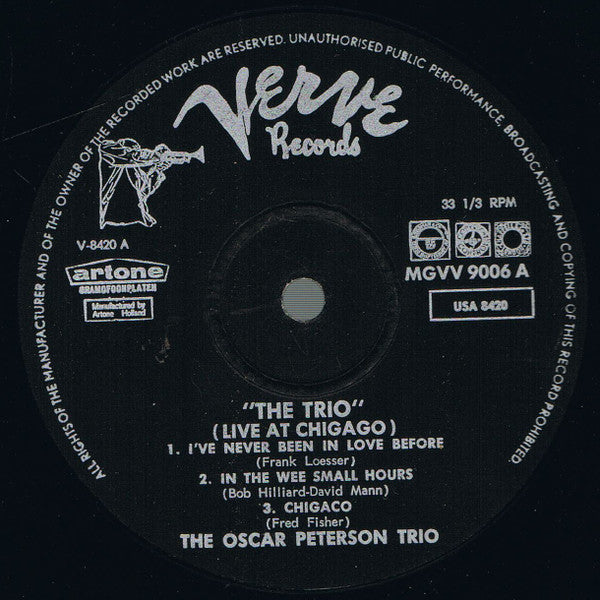 ALL RIGHTS OF THE MANUFACTURER AND OF THE OWNER OF THE RECORDED WORK ARE RESERVED. UNAUTHORISED PUBLIC PERFORMANCE, BROADCASTING AND COPYING OF THIS RECORD PROHIBITED.
Verve
Records
33 1/3 RPM
V-8420 A
artone
GRAMOFOONPLATEN
Manufactured by
Artone Holland
MGVV 9006 A
USA 8420
"THE TRIO"
(LIVE AT CHIGAGO)
1. I'VE NEVER BEEN IN LOVE BEFORE
(Frank Loesser)
2. IN THE WEE SMALL HOURS
(Bob Hilliard-David Mann)
3. CHIGACO
(Fred Fisher)
THE OSCAR PETERSON TRIO